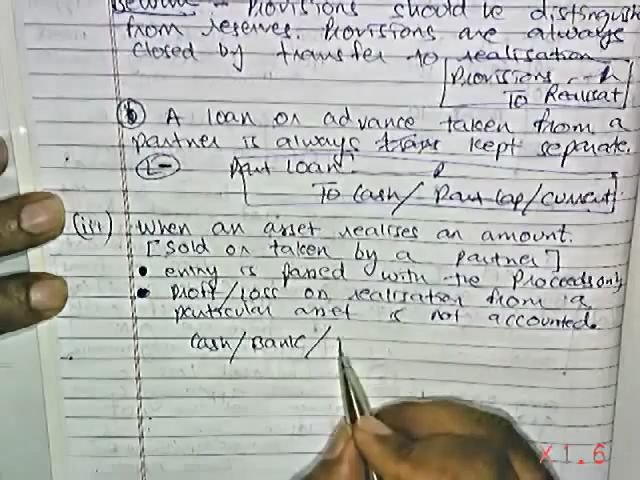 Beware - Provisions should be distinguish
from reserves. Provisions are always
closed by transfer to realisation
Provisions
To Realisat
(b) A loan or advance taken from a
partner is always kept separate.
Part Loan
To Cash / Part Cap / current
(iii) When an asset realises an amount.
[Sold or taken by a partner]
• entry is passed with the Proceeds only
• profit/loss on realisation from a
particular asset is not accounted.
Cash / Bank /
x1.6